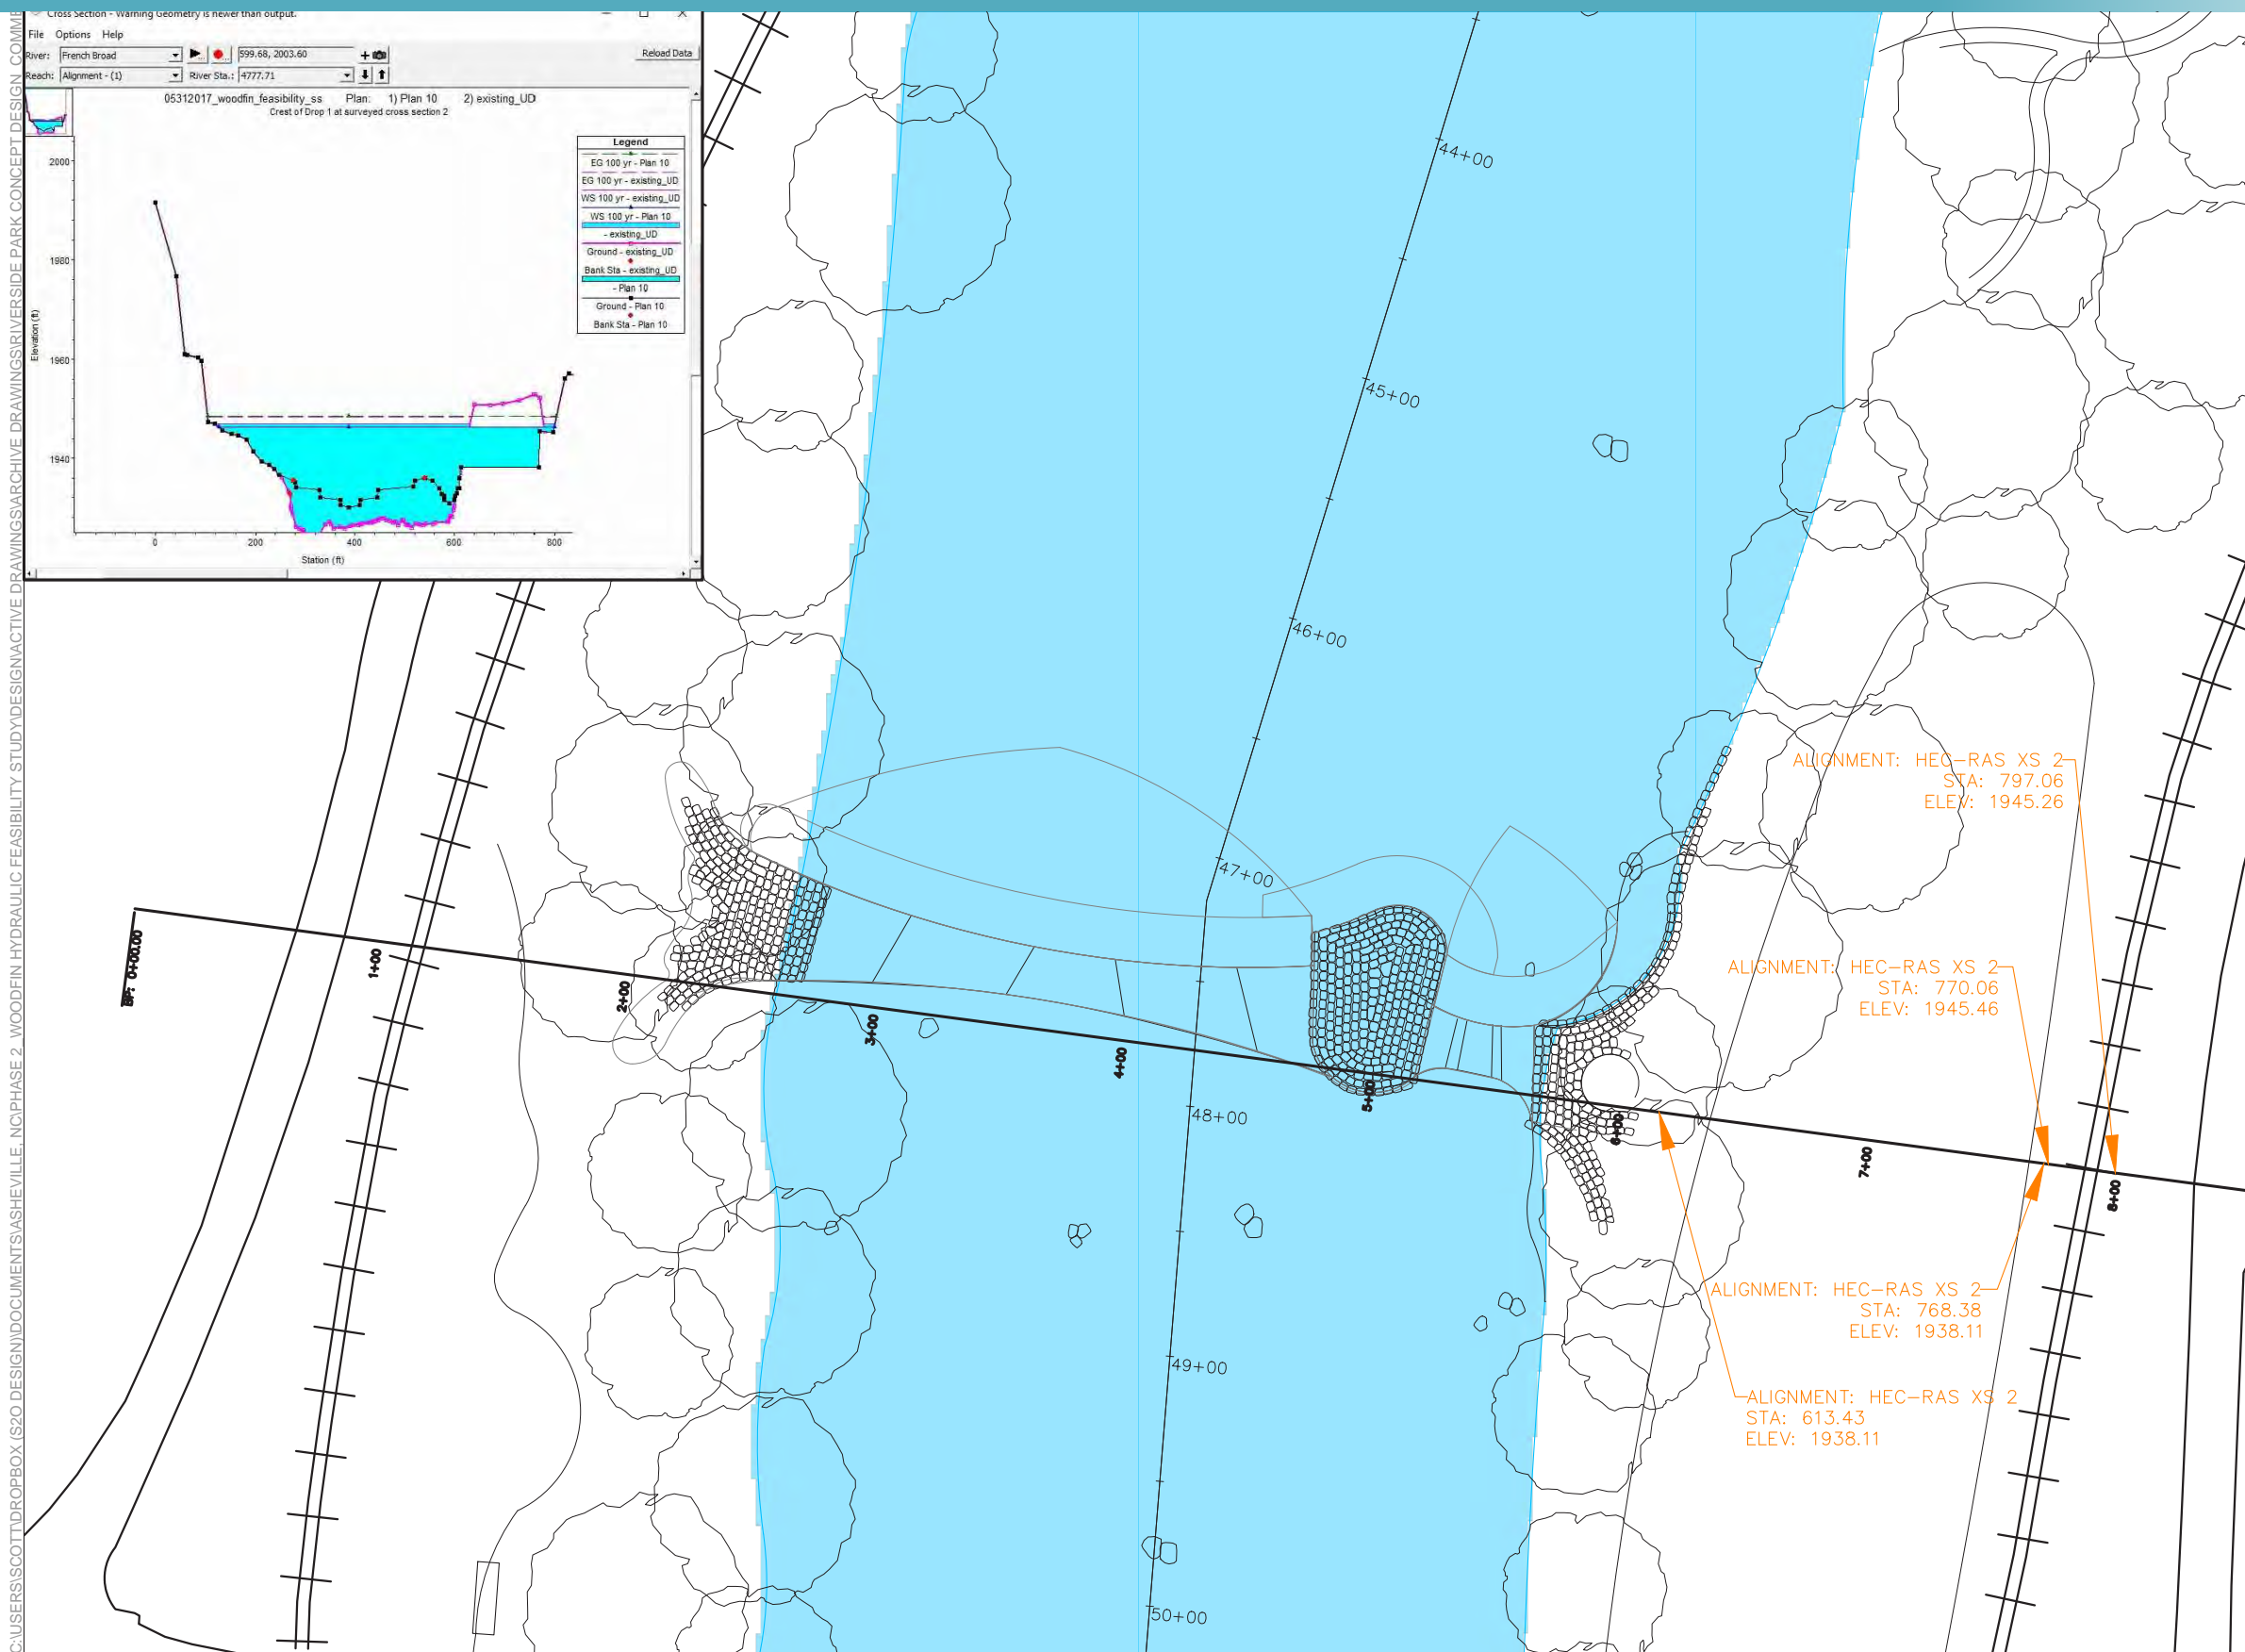 Cross Section - Warning Geometry is newer than output.
File Options Help
River: French Broad 599.68, 2003.60 Reload Data
Reach: Alignment - (1) River Sta.: 4777.71
05312017_woodfin_feasibility_ss Plan: 1) Plan 10 2) existing_UD
Crest of Drop 1 at surveyed cross section 2
Legend
EG 100 yr - Plan 10
EG 100 yr - existing_UD
WS 100 yr - existing_UD
WS 100 yr - Plan 10
- existing_UD
Ground - existing_UD
Bank Sta - existing_UD
- Plan 10
Ground - Plan 10
Bank Sta - Plan 10
Elevation (ft)
2000
1980
1960
1940
0 200 400 600 800
Station (ft)
C:\USERS\SCOTT\DROPBOX (S2O DESIGN)\DOCUMENTS\ASHEVILLE, NC\PHASE 2_WOODFIN HYDRAULIC FEASIBILITY STUDY\DESIGN\ACTIVE DRAWINGS\ARCHIVE DRAWINGS\RIVERSIDE PARK CONCEPT DESIGN
44+00
45+00
46+00
47+00
48+00
49+00
50+00
BP: 0+00.00
1+00
2+00
3+00
4+00
5+00
6+00
7+00
8+00
ALIGNMENT: HEC-RAS XS 2
STA: 797.06
ELEV: 1945.26
ALIGNMENT: HEC-RAS XS 2
STA: 770.06
ELEV: 1945.46
ALIGNMENT: HEC-RAS XS 2
STA: 768.38
ELEV: 1938.11
ALIGNMENT: HEC-RAS XS 2
STA: 613.43
ELEV: 1938.11